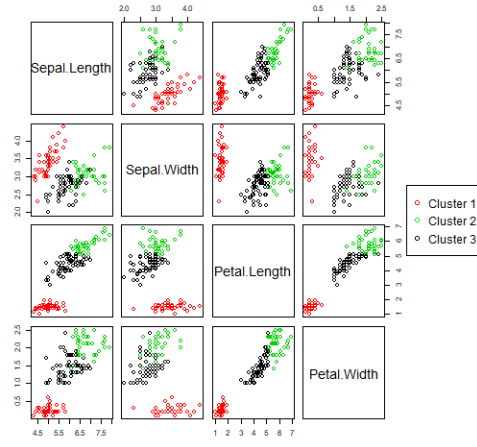 2.0 3.0 4.0
0.5 1.5 2.5
Sepal.Length
4.5 5.5 6.5 7.5
2.0 2.5 3.0 3.5 4.0
Sepal.Width
Cluster 1
Cluster 2
Cluster 3
Petal.Length
1 2 3 4 5 6 7
0.5 1.0 1.5 2.0 2.5
Petal.Width
4.5 5.5 6.5 7.5
1 2 3 4 5 6 7